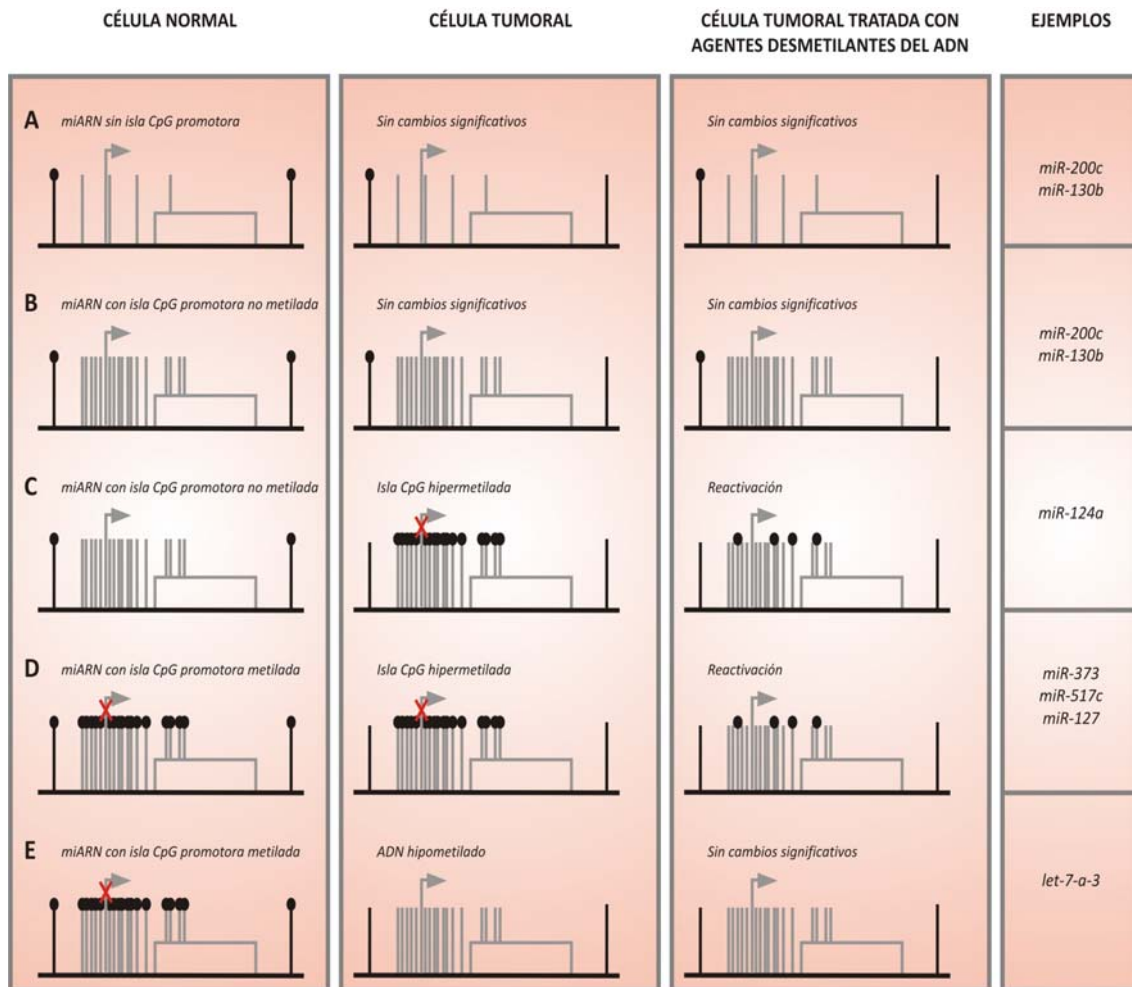 CÉLULA NORMAL
CÉLULA TUMORAL
CÉLULA TUMORAL TRATADA CON
AGENTES DESMETILANTES DEL ADN
EJEMPLOS
A
miARN sin isla CpG promotora
Sin cambios significativos
Sin cambios significativos
miR-200c
miR-130b
B
miARN con isla CpG promotora no metilada
Sin cambios significativos
Sin cambios significativos
miR-200c
miR-130b
C
miARN con isla CpG promotora no metilada
Isla CpG hipermetilada
Reactivación
miR-124a
D
miARN con isla CpG promotora metilada
Isla CpG hipermetilada
Reactivación
miR-373
miR-517c
miR-127
E
miARN con isla CpG promotora metilada
ADN hipometilado
Sin cambios significativos
let-7-a-3